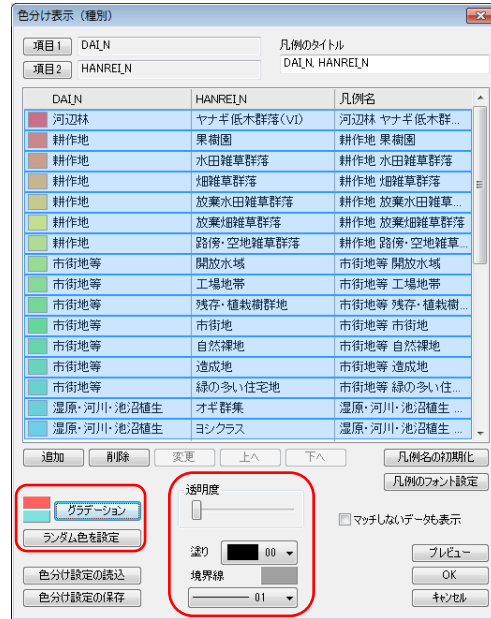 色分け表示（種別）
項目1 DAI_N 凡例のタイトル
項目2 HANREI_N DAI_N, HANREI_N
DAI_N HANREI_N 凡例名
河辺林 ヤナギ低木群落(VI) 河辺林 ヤナギ低木群...
耕作地 果樹園 耕作地 果樹園
耕作地 水田雑草群落 耕作地 水田雑草群落
耕作地 畑雑草群落 耕作地 畑雑草群落
耕作地 放棄水田雑草群落 耕作地 放棄水田雑草...
耕作地 放棄畑雑草群落 耕作地 放棄畑雑草群落
耕作地 路傍・空地雑草群落 耕作地 路傍・空地雑草...
市街地等 開放水域 市街地等 開放水域
市街地等 工場地帯 市街地等 工場地帯
市街地等 残存・植栽樹群地 市街地等 残存・植栽樹...
市街地等 市街地 市街地等 市街地
市街地等 自然裸地 市街地等 自然裸地
市街地等 造成地 市街地等 造成地
市街地等 緑の多い住宅地 市街地等 緑の多い住...
湿原・河川・池沼植生 オギ群集 湿原・河川・池沼植生 ...
湿原・河川・池沼植生 ヨシクラス 湿原・河川・池沼植生 ...
追加 削除 変更 上へ 下へ 凡例名の初期化
凡例のフォント設定
透明度
グラデーション
マッチしないデータも表示
ランダム色を設定
塗り 00 プレビュー
色分け設定の読込 境界線 OK
色分け設定の保存 01 キャンセル